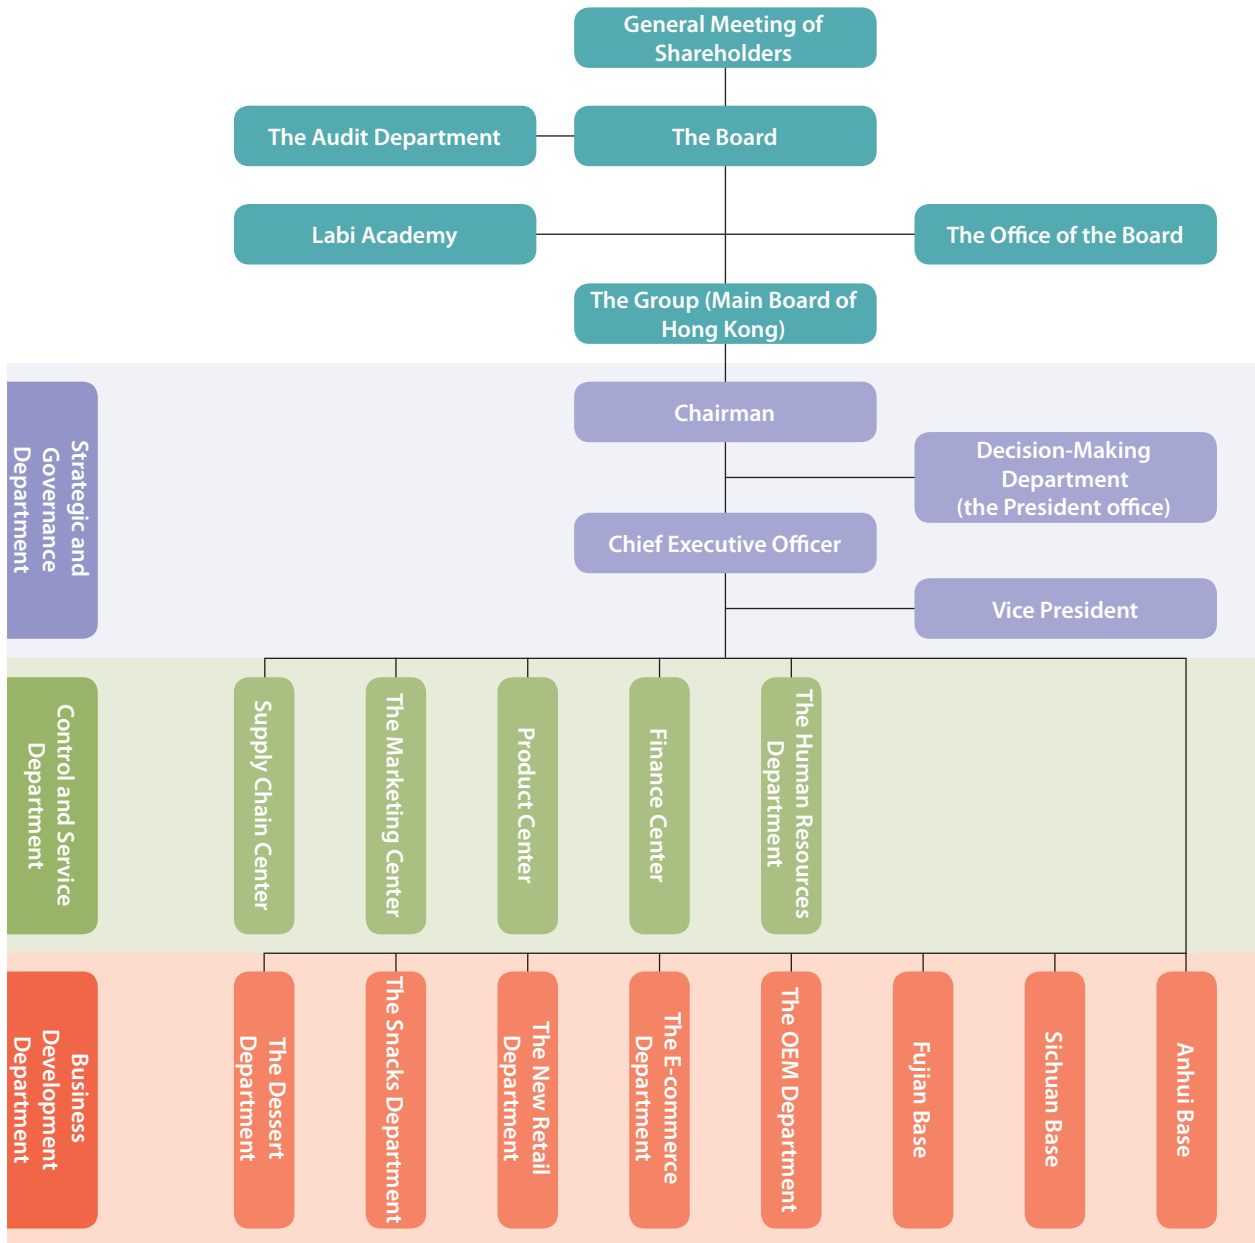 General Meeting of
Shareholders
The Audit Department
The Board
Labi Academy
The Office of the Board
The Group (Main Board of
Hong Kong)
Strategic and
Governance
Department
Chairman
Decision-Making
Department
(the President office)
Chief Executive Officer
Vice President
Control and Service
Department
Supply Chain Center
The Marketing Center
Product Center
Finance Center
The Human Resources
Department
Business
Development
Department
The Dessert
Department
The Snacks Department
The New Retail
Department
The E-commerce
Department
The OEM Department
Fujian Base
Sichuan Base
Anhui Base